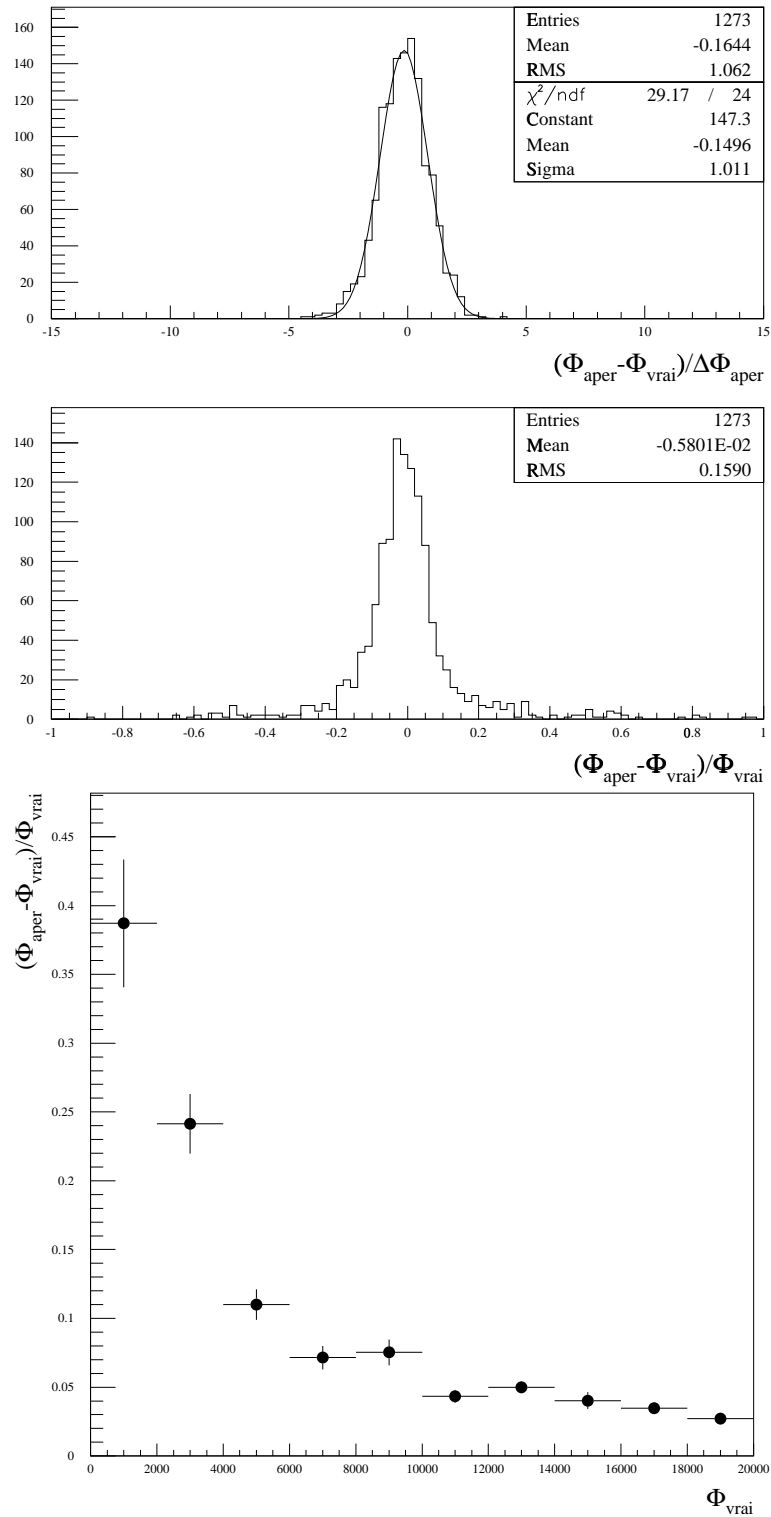 Entries 1273
Mean -0.1644
RMS 1.062
χ²/ndf 29.17 / 24
Constant 147.3
Mean -0.1496
Sigma 1.011
160
140
120
100
80
60
40
20
0
-15 -10 -5 0 5 10 15
(Φaper-Φvrai)/ΔΦaper
Entries 1273
Mean -0.5801E-02
RMS 0.1590
140
120
100
80
60
40
20
0
-1 -0.8 -0.6 -0.4 -0.2 0 0.2 0.4 0.6 0.8 1
(Φaper-Φvrai)/Φvrai
(Φaper-Φvrai)/Φvrai
0.45
0.4
0.35
0.3
0.25
0.2
0.15
0.1
0.05
0
0 2000 4000 6000 8000 10000 12000 14000 16000 18000 20000
Φvrai